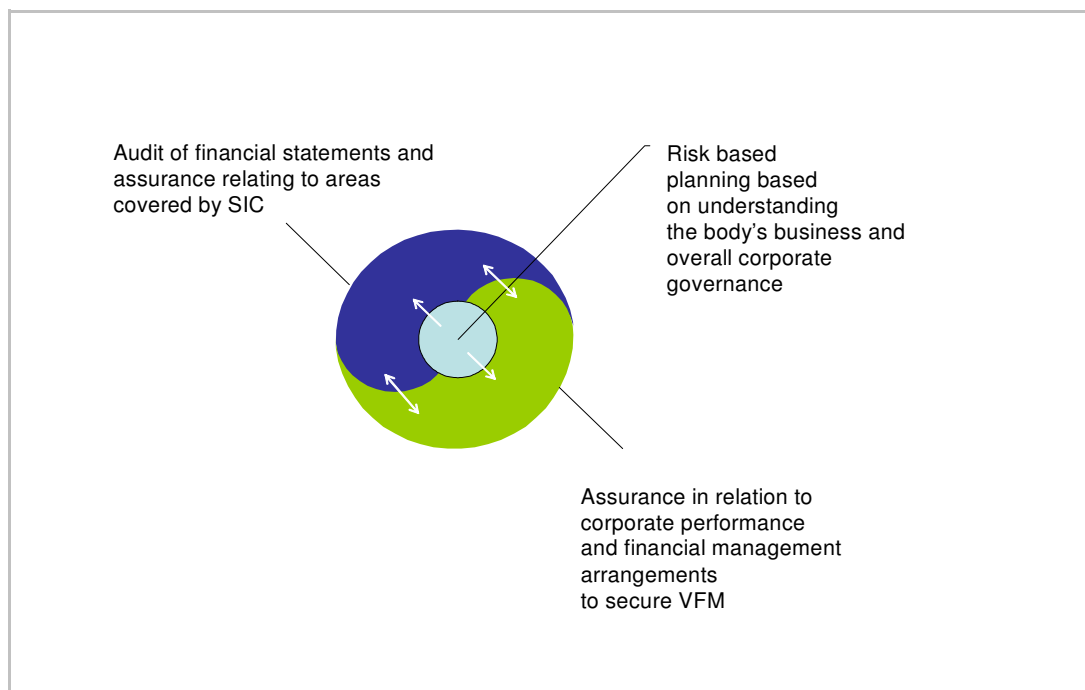 Audit of financial statements and
assurance relating to areas
covered by SIC
Risk based
planning based
on understanding
the body's business and
overall corporate
governance
Assurance in relation to
corporate performance
and financial management
arrangements
to secure VFM